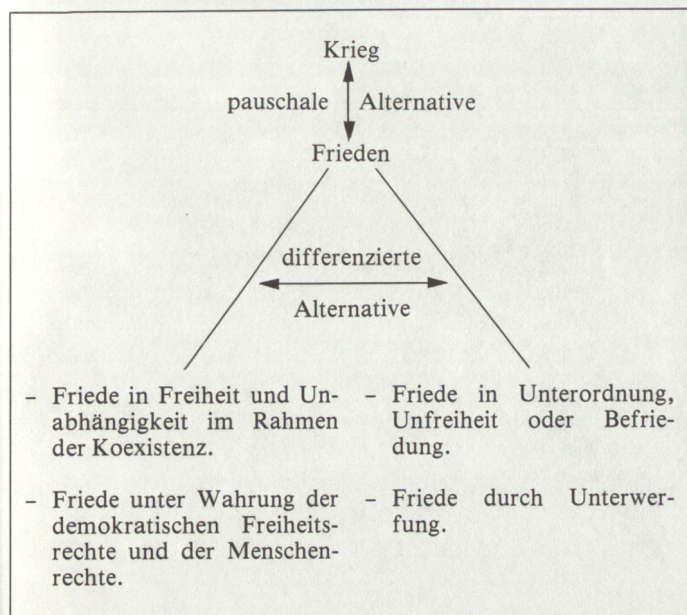 Krieg
pauschale Alternative
Frieden
differenzierte
Alternative
– Friede in Freiheit und Un-
abhängigkeit im Rahmen
der Koexistenz.
– Friede unter Wahrung der
demokratischen Freiheits-
rechte und der Menschen-
rechte.
– Friede in Unterordnung,
Unfreiheit oder Befrie-
dung.
– Friede durch Unterwer-
fung.